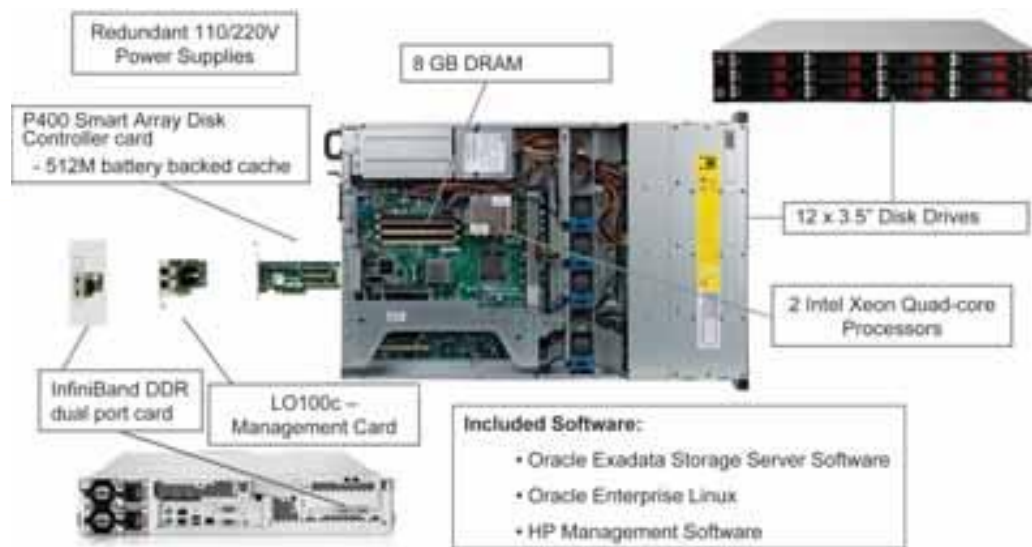 Redundant 110/220V
Power Supplies
8 GB DRAM
P400 Smart Array Disk
Controller card
- 512M battery backed cache
12 x 3.5" Disk Drives
2 Intel Xeon Quad-core
Processors
InfiniBand DDR
dual port card
LO100c –
Management Card
Included Software:
• Oracle Exadata Storage Server Software
• Oracle Enterprise Linux
• HP Management Software